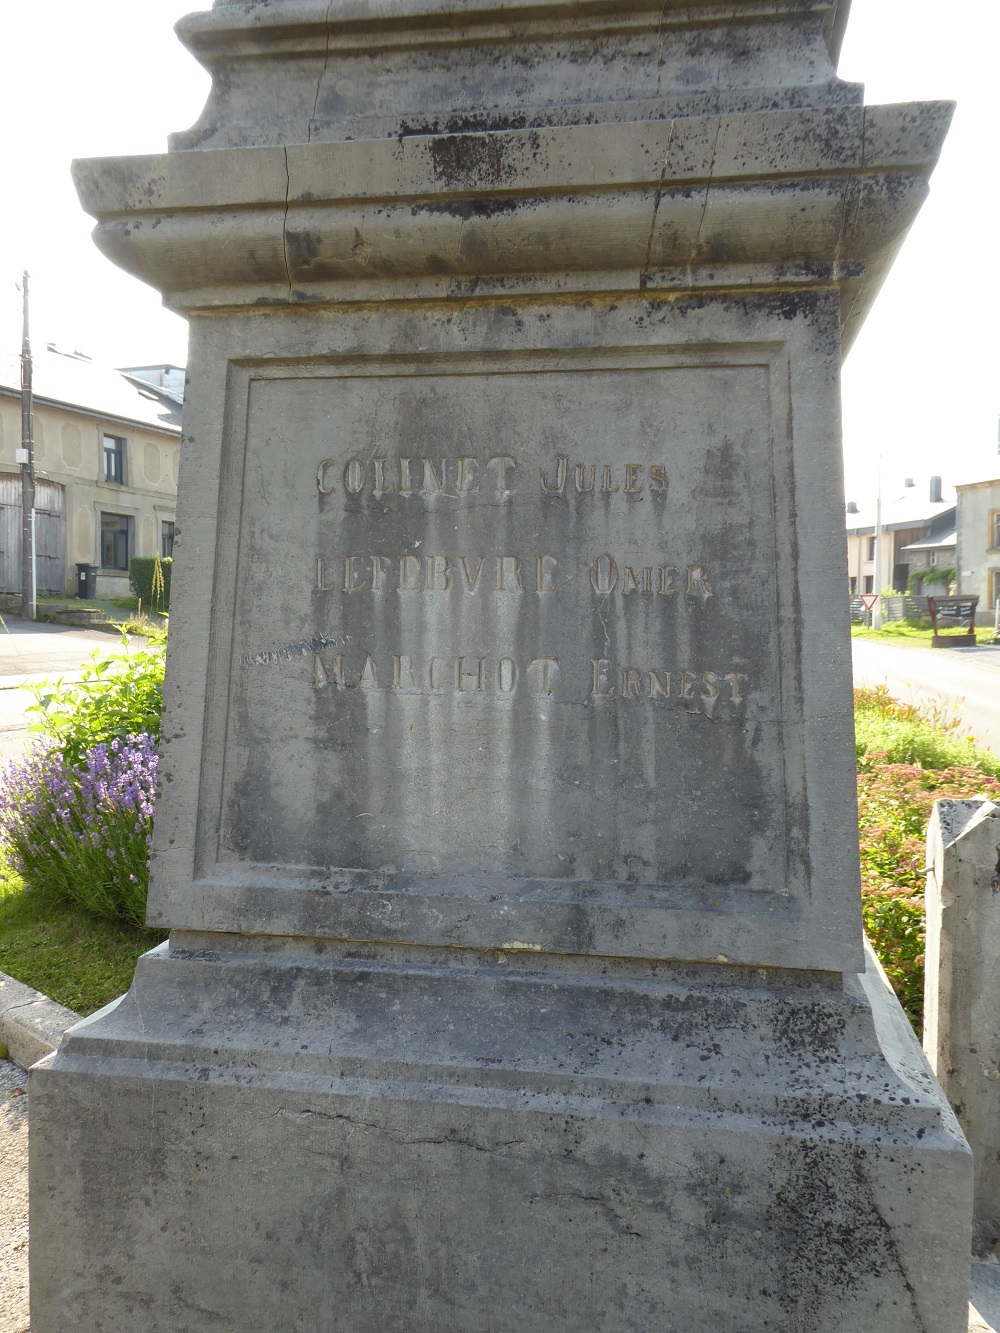 COLINET JULES
LEFEBVRE OMER
MARCHOT ERNEST